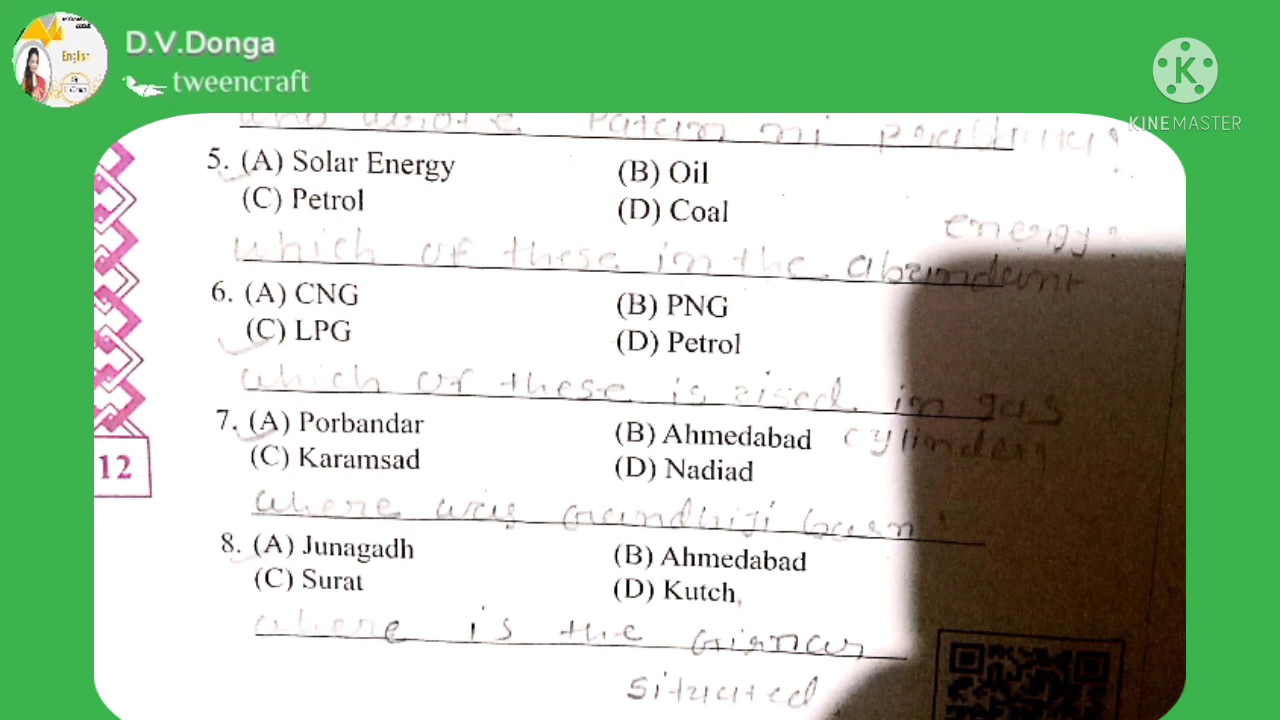 D.V.Donga
tweencraft
English
KINEMASTER
5. (A) Solar Energy (B) Oil
(C) Petrol (D) Coal
energy?
which of these in the abundant
6. (A) CNG (B) PNG
(C) LPG (D) Petrol
which of these is used in gas
7. (A) Porbandar (B) Ahmedabad cylinder?
(C) Karamsad (D) Nadiad
12
where was Gandhiji born?
8. (A) Junagadh (B) Ahmedabad
(C) Surat (D) Kutch
where is the Girnar
situated